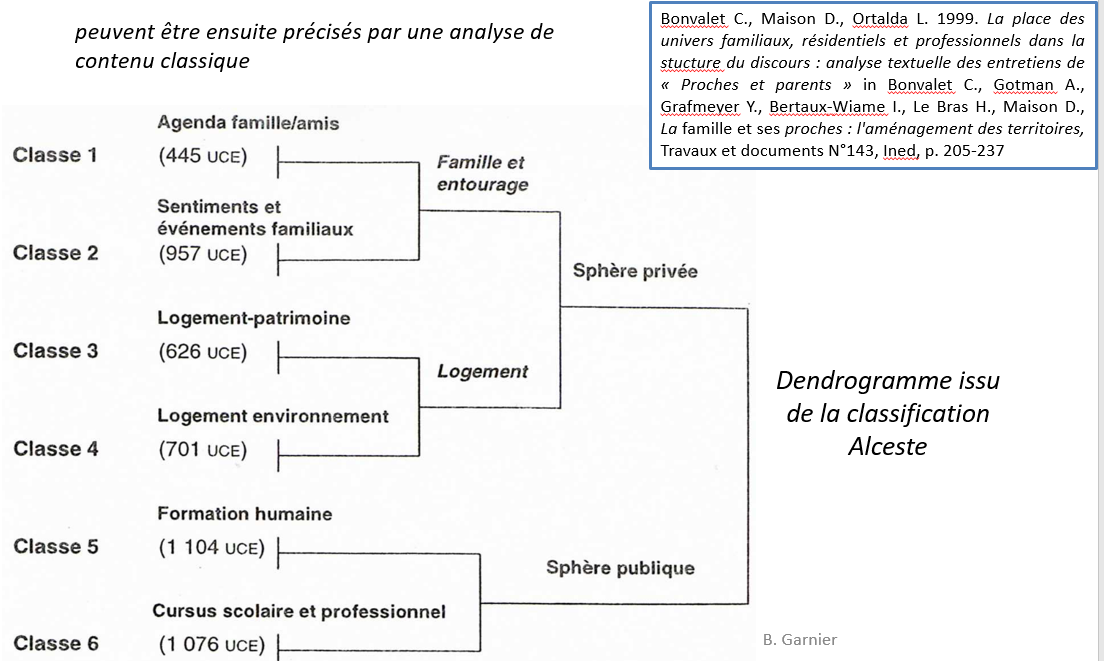 peuvent être ensuite précisés par une analyse de
contenu classique
Bonvalet C., Maison D., Ortalda L. 1999. La place des
univers familiaux, résidentiels et professionnels dans la
stucture du discours : analyse textuelle des entretiens de
« Proches et parents » in Bonvalet C., Gotman A.,
Grafmeyer Y., Bertaux-Wiame I., Le Bras H., Maison D.,
La famille et ses proches : l'aménagement des territoires,
Travaux et documents N°143, Ined, p. 205-237
Agenda famille/amis
Classe 1 (445 UCE)
Famille et
entourage
Sentiments et
événements familiaux
Classe 2 (957 UCE)
Sphère privée
Logement-patrimoine
Classe 3 (626 UCE)
Logement
Logement environnement
Classe 4 (701 UCE)
Dendrogramme issu
de la classification
Alceste
Formation humaine
Classe 5 (1 104 UCE)
Sphère publique
Cursus scolaire et professionnel
Classe 6 (1 076 UCE)
B. Garnier